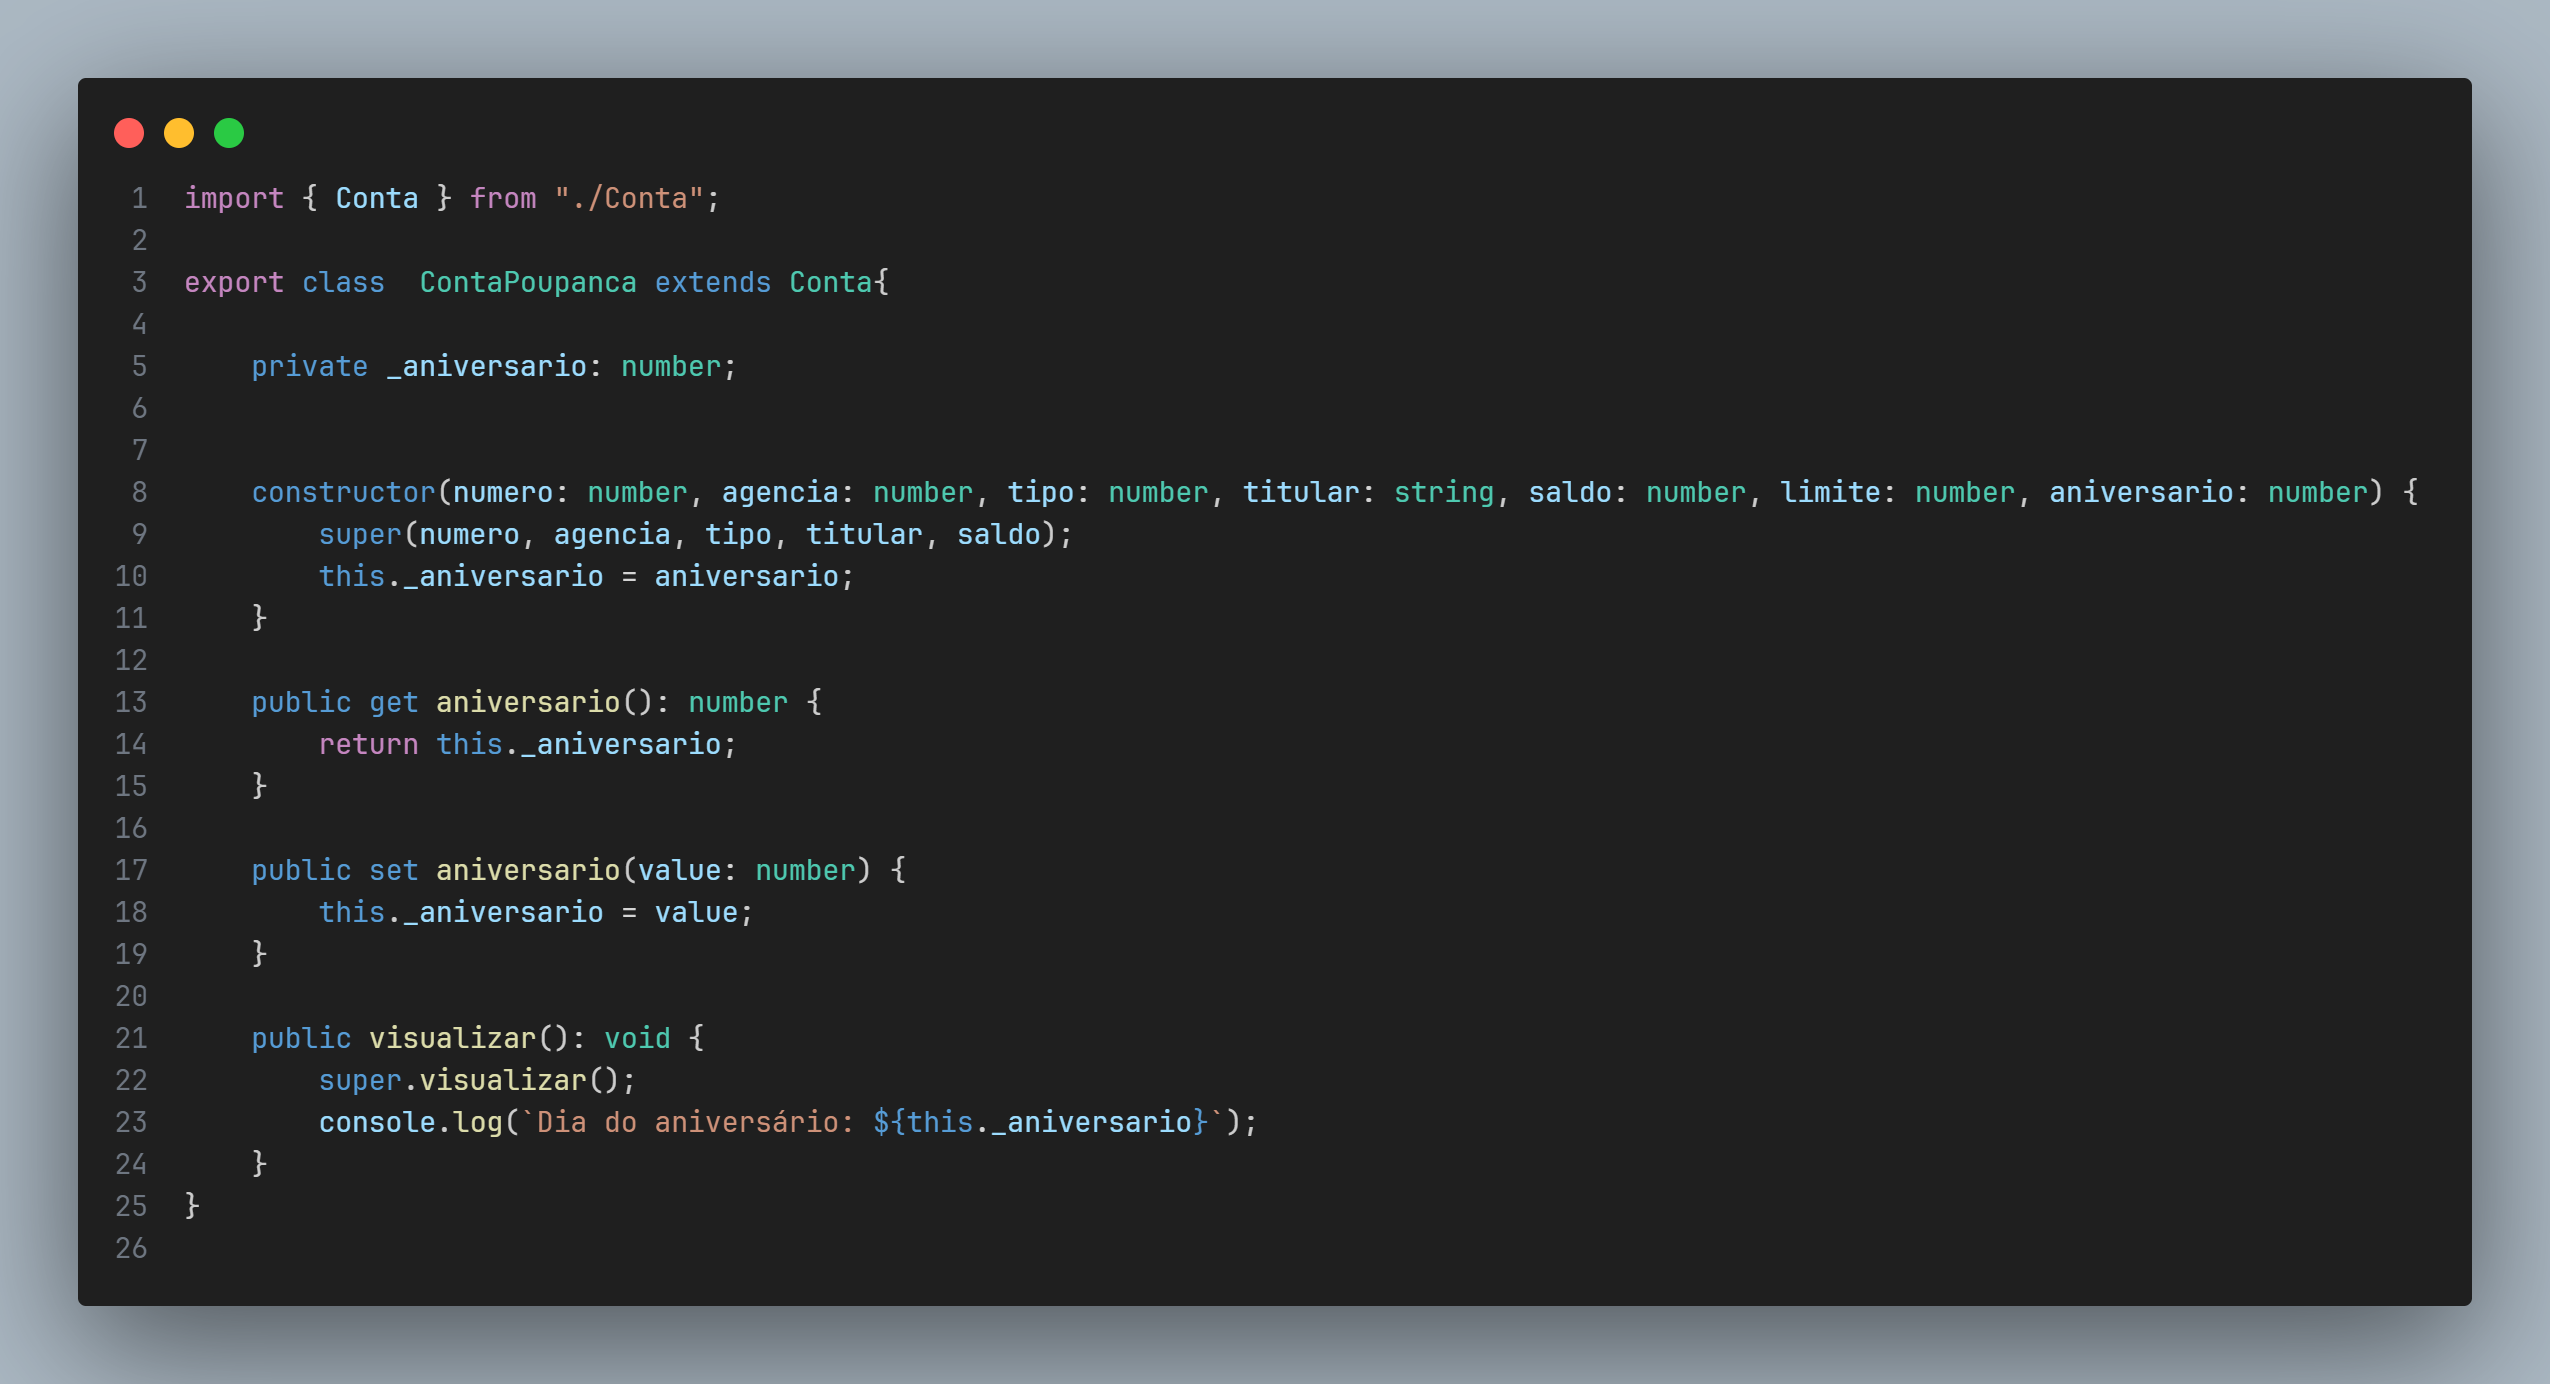 1 import { Conta } from "./Conta";
2
3 export class  ContaPoupanca extends Conta{
4
5     private _aniversario: number;
6
7
8     constructor(numero: number, agencia: number, tipo: number, titular: string, saldo: number, limite: number, aniversario: number) {
9         super(numero, agencia, tipo, titular, saldo);
10         this._aniversario = aniversario;
11     }
12
13     public get aniversario(): number {
14         return this._aniversario;
15     }
16
17     public set aniversario(value: number) {
18         this._aniversario = value;
19     }
20
21     public visualizar(): void {
22         super.visualizar();
23         console.log(`Dia do aniversário: ${this._aniversario}`);
24     }
25 }
26